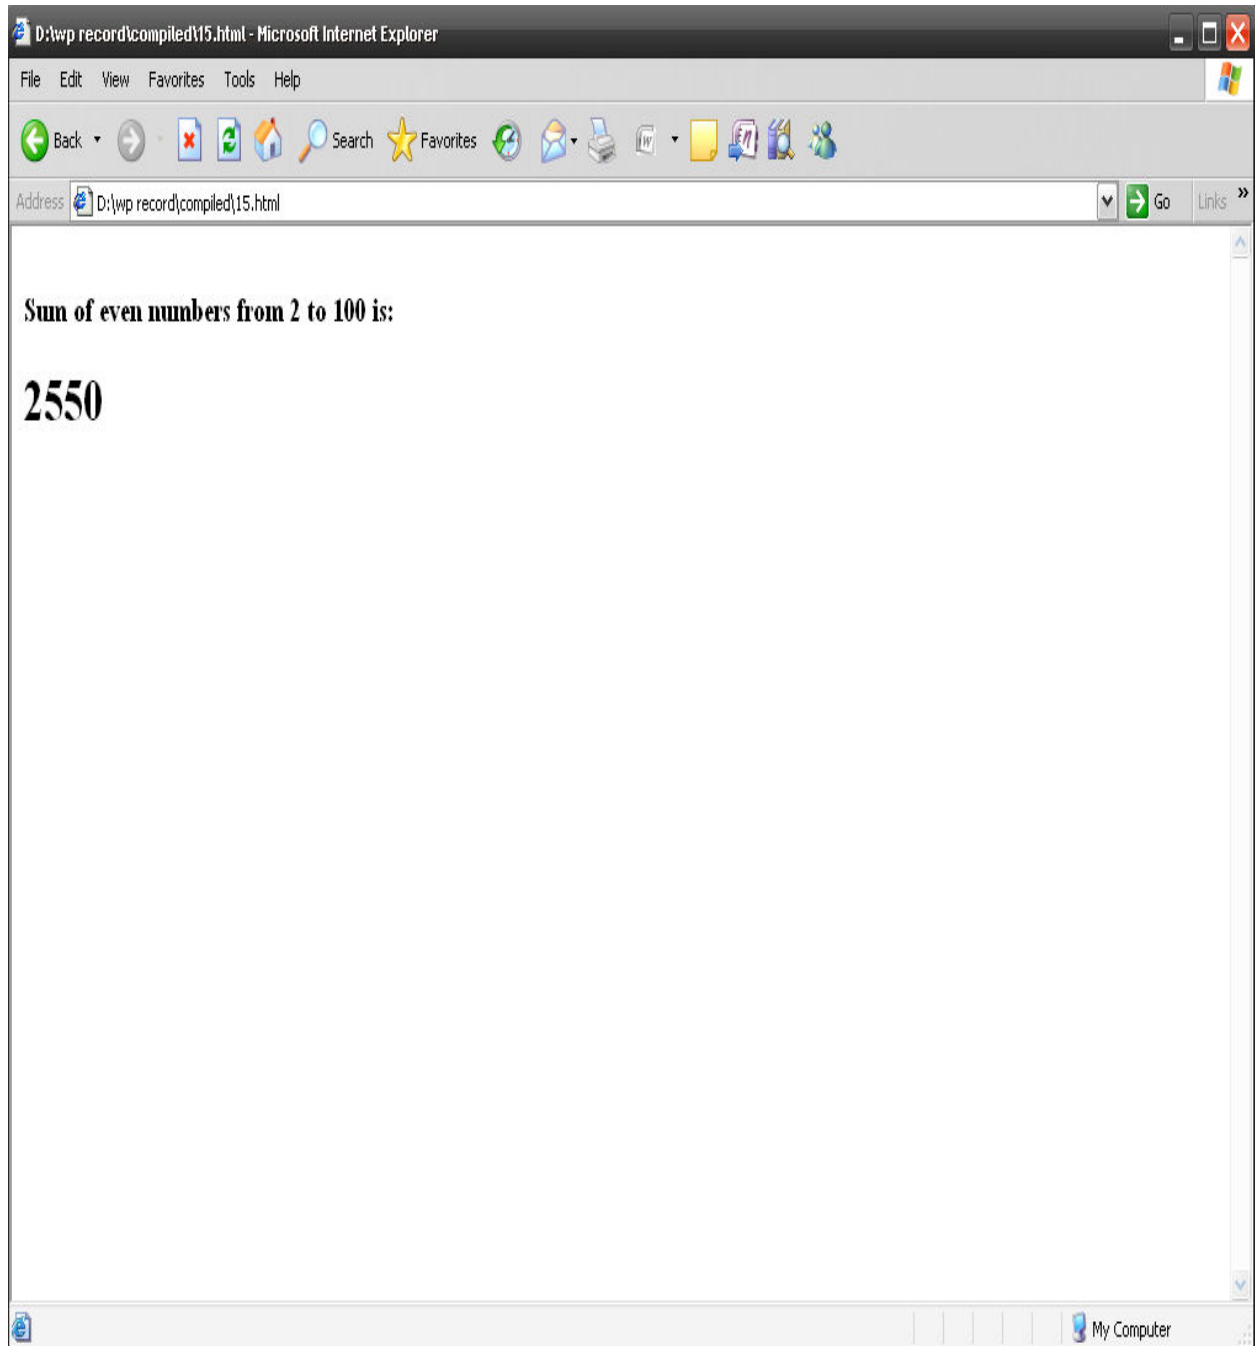 D:\wp record\compiled\15.html - Microsoft Internet Explorer
File Edit View Favorites Tools Help
Back Search Favorites
Address D:\wp record\compiled\15.html Go Links »
Sum of even numbers from 2 to 100 is:
2550
My Computer